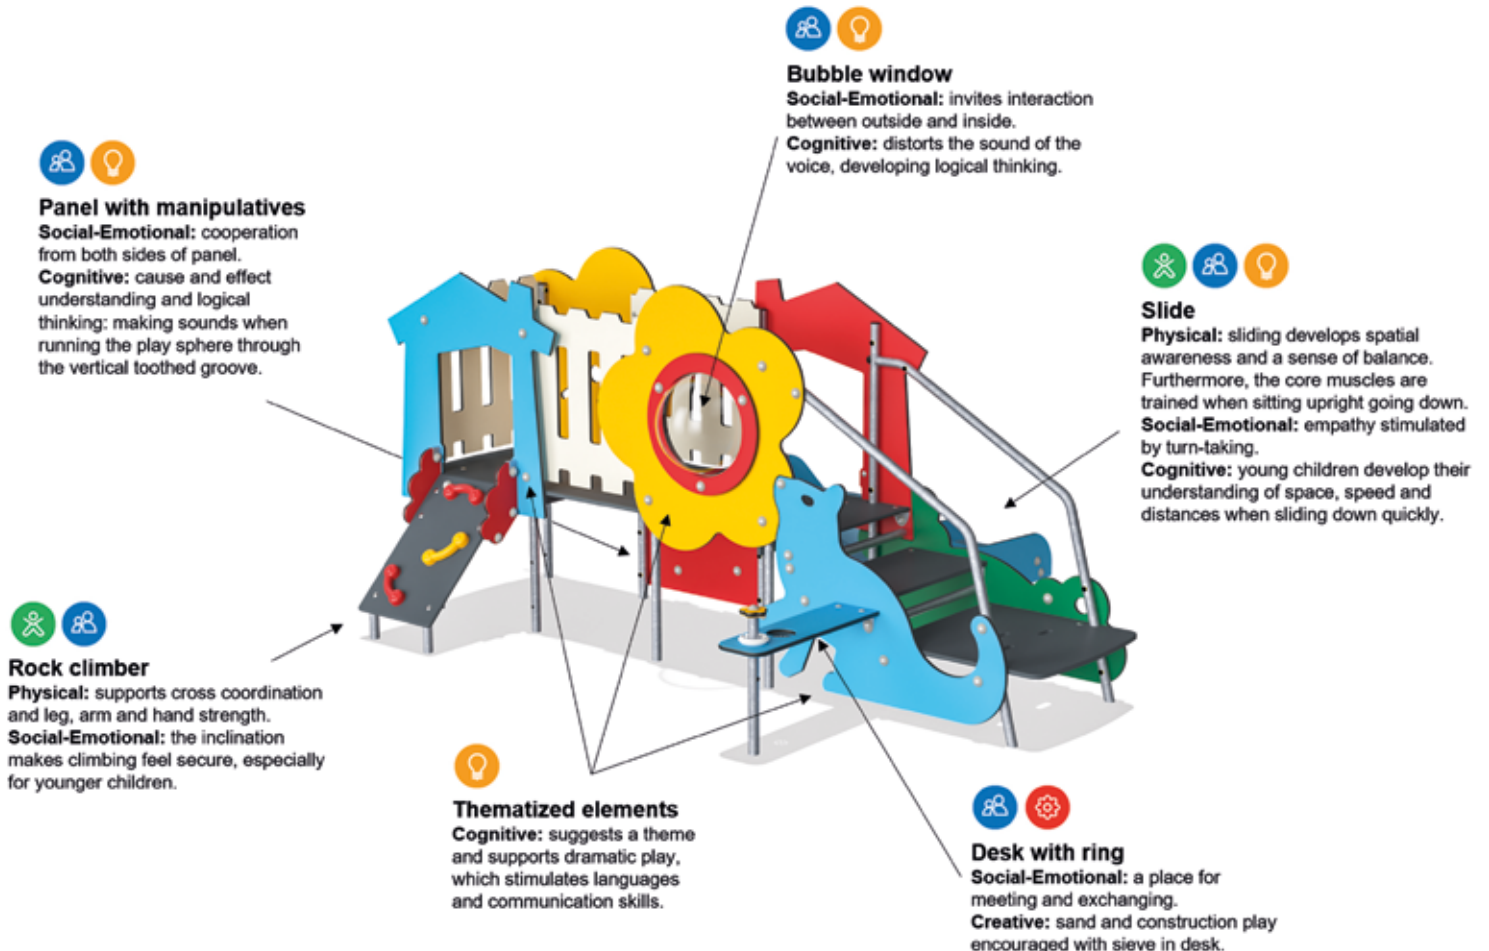 Bubble window
Social-Emotional: invites interaction
between outside and inside.
Cognitive: distorts the sound of the
voice, developing logical thinking.
Panel with manipulatives
Social-Emotional: cooperation
from both sides of panel.
Cognitive: cause and effect
understanding and logical
thinking: making sounds when
running the play sphere through
the vertical toothed groove.
Slide
Physical: sliding develops spatial
awareness and a sense of balance.
Furthermore, the core muscles are
trained when sitting upright going down.
Social-Emotional: empathy stimulated
by turn-taking.
Cognitive: young children develop their
understanding of space, speed and
distances when sliding down quickly.
Rock climber
Physical: supports cross coordination
and leg, arm and hand strength.
Social-Emotional: the inclination
makes climbing feel secure, especially
for younger children.
Thematized elements
Cognitive: suggests a theme
and supports dramatic play,
which stimulates languages
and communication skills.
Desk with ring
Social-Emotional: a place for
meeting and exchanging.
Creative: sand and construction play
encouraged with sieve in desk.